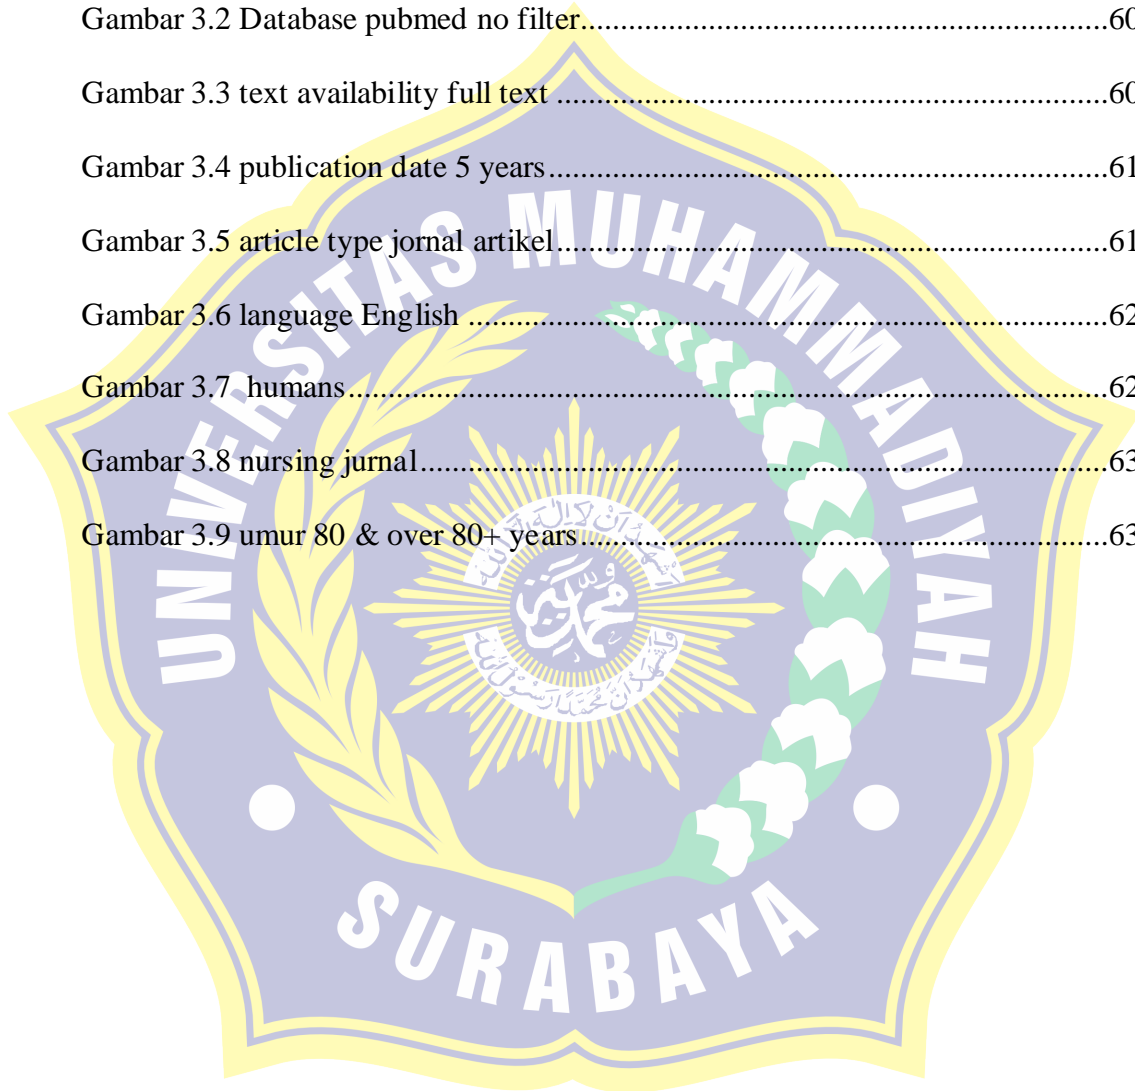 Gambar 3.2 Database pubmed no filter..........................................................................60
Gambar 3.3 text availability full text ..........................................................................60
Gambar 3.4 publication date 5 years..........................................................................61
Gambar 3.5 article type jornal artikel..........................................................................61
Gambar 3.6 language English ..........................................................................62
Gambar 3.7  humans..........................................................................62
Gambar 3.8 nursing jurnal..........................................................................63
Gambar 3.9 umur 80 & over 80+ years..........................................................................63
UNIVERSITAS MUHAMMADIYAH
SURABAYA
محمد